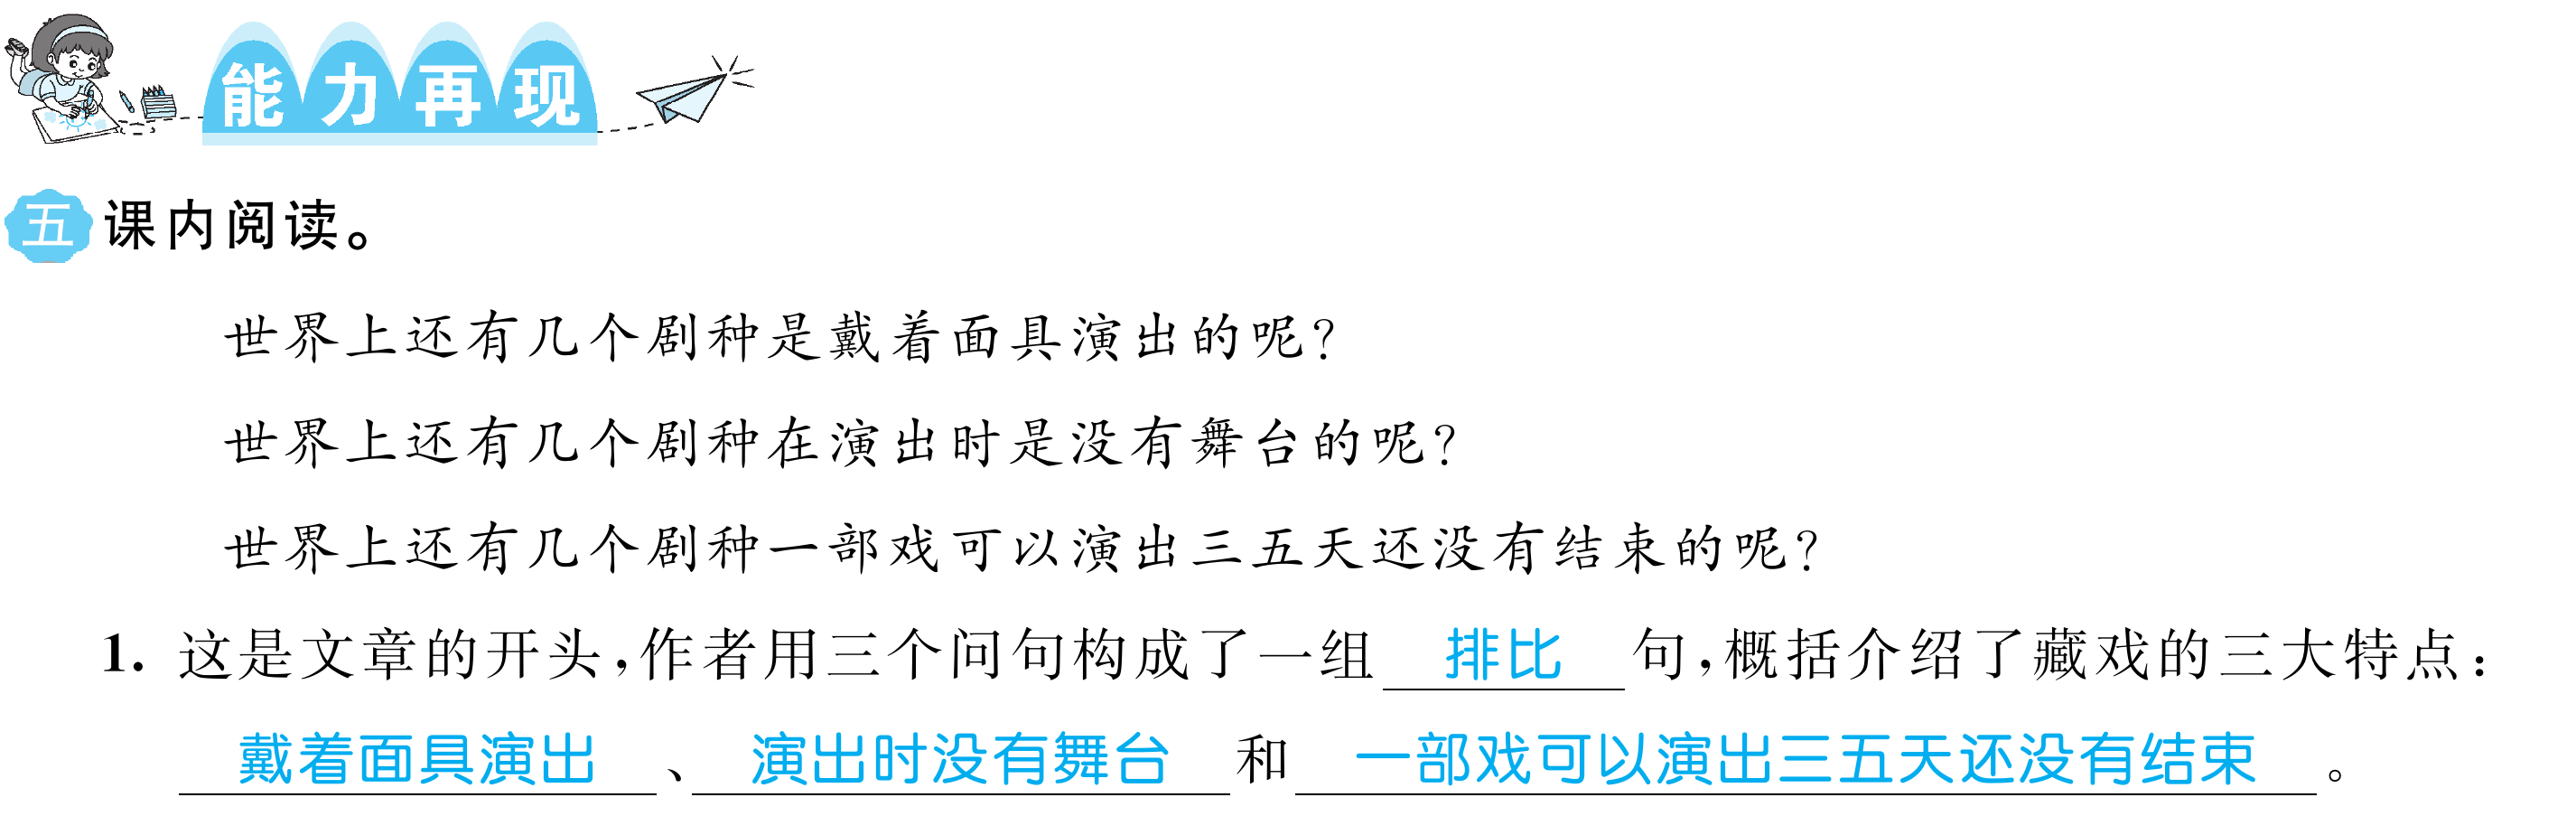 能力再现
五 课内阅读。
世界上还有几个剧种是戴着面具演出的呢？
世界上还有几个剧种在演出时是没有舞台的呢？
世界上还有几个剧种一部戏可以演出三五天还没有结束的呢？
1. 这是文章的开头，作者用三个问句构成了一组 排比 句，概括介绍了藏戏的三大特点：
戴着面具演出 、 演出时没有舞台 和 一部戏可以演出三五天还没有结束 。